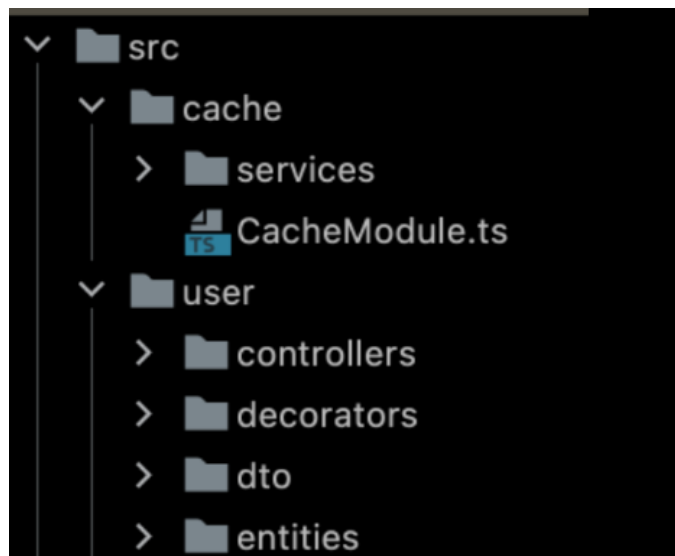 src
cache
services
TS CacheModule.ts
user
controllers
decorators
dto
entities